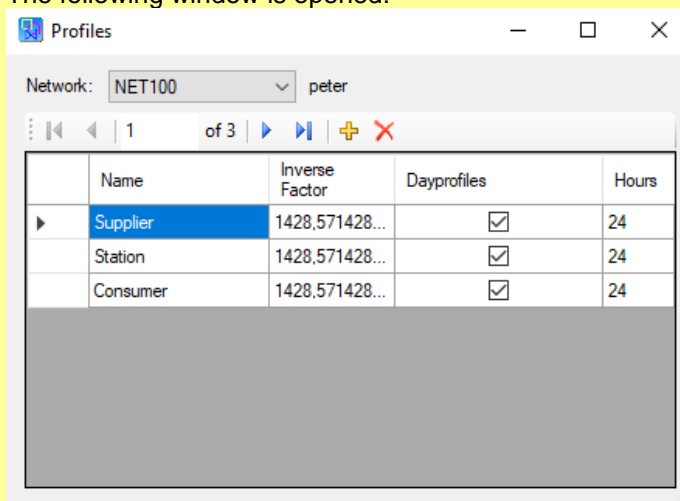 The following window is opened:
Profiles
Network: NET100 peter
1 of 3
Name Inverse Factor Dayprofiles Hours
Supplier 1428,571428... 24
Station 1428,571428... 24
Consumer 1428,571428... 24